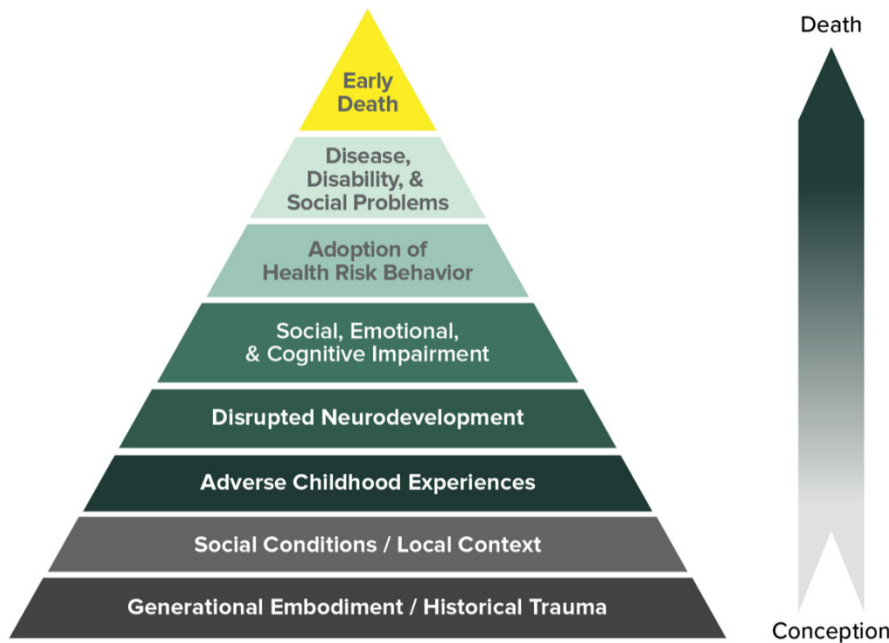 Death
Early
Death
Disease,
Disability, &
Social Problems
Adoption of
Health Risk Behavior
Social, Emotional,
& Cognitive Impairment
Disrupted Neurodevelopment
Adverse Childhood Experiences
Social Conditions / Local Context
Generational Embodiment / Historical Trauma
Conception